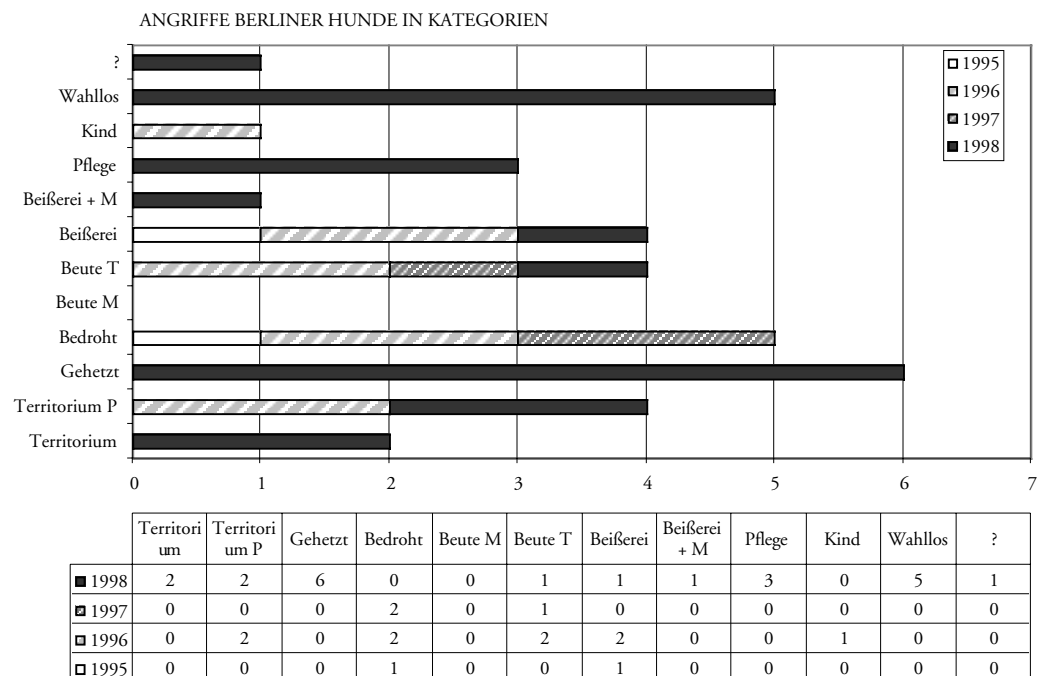 ANGRIFFE BERLINER HUNDE IN KATEGORIEN
?
Wahllos
Kind
Pflege
Beißerei + M
Beißerei
Beute T
Beute M
Bedroht
Gehetzt
Territorium P
Territorium
1995
1996
1997
1998
0 1 2 3 4 5 6 7
Territori Territori Gehetzt Bedroht Beute M Beute T Beißerei Beißerei Pflege Kind Wahllos ?
um um P + M
1998 2 2 6 0 0 1 1 1 3 0 5 1
1997 0 0 0 2 0 1 0 0 0 0 0 0
1996 0 2 0 2 0 2 2 0 0 1 0 0
1995 0 0 0 1 0 0 1 0 0 0 0 0